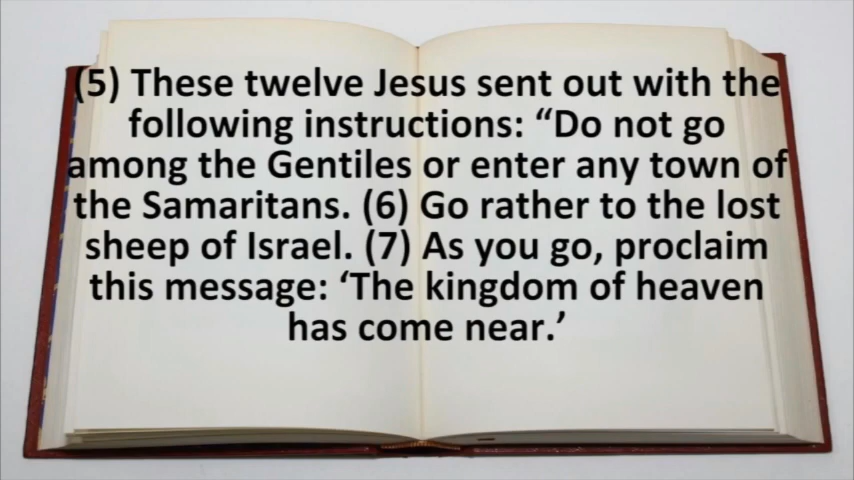 (5) These twelve Jesus sent out with the
following instructions: “Do not go
among the Gentiles or enter any town of
the Samaritans. (6) Go rather to the lost
sheep of Israel. (7) As you go, proclaim
this message: ‘The kingdom of heaven
has come near.’